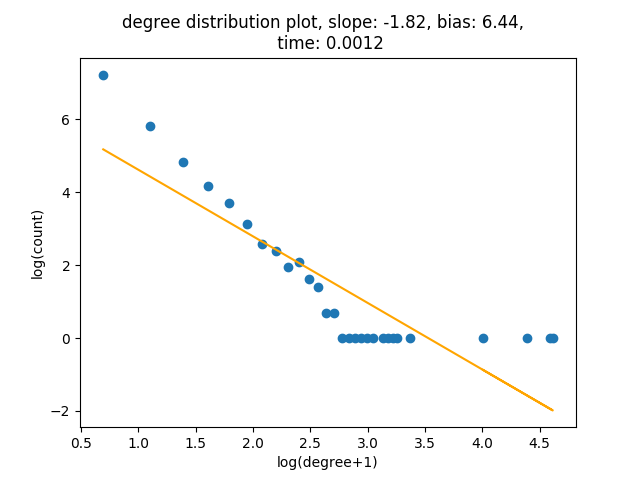 degree distribution plot, slope: -1.82, bias: 6.44,
time: 0.0012
6
4
2
0
−2
log(count)
0.5 1.0 1.5 2.0 2.5 3.0 3.5 4.0 4.5
log(degree+1)